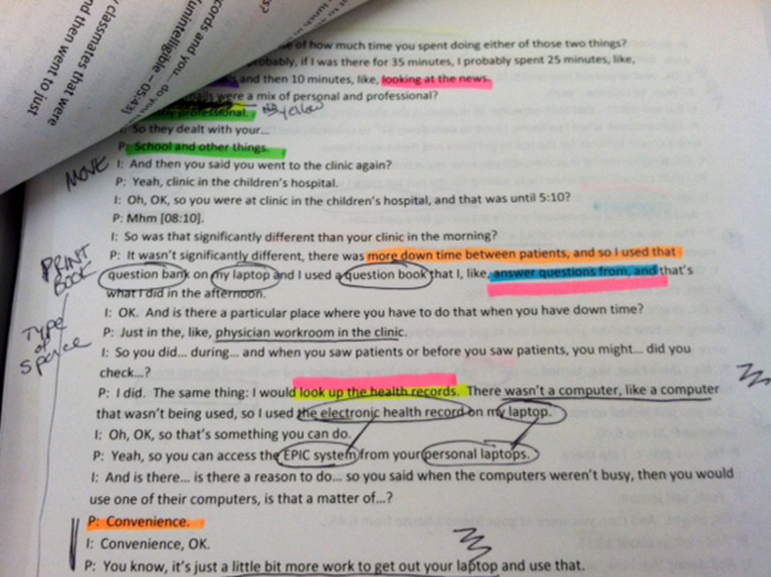 cords and you... do you
(unintelligible – 05:43]
classmates that were
nd then went to just
of how much time you spent doing either of those two things?
obably, if I was there for 35 minutes, I probably spent 25 minutes, like,
and then 10 minutes, like, looking at the news.
were a mix of personal and professional?
professional.
yellow
I: So they dealt with your...
P: School and other things.
MOVE
I: And then you said you went to the clinic again?
P: Yeah, clinic in the children's hospital.
I: Oh, OK, so you were at clinic in the children's hospital, and that was until 5:10?
P: Mhm [08:10].
I: So was that significantly different than your clinic in the morning?
PRINT
BOOK
P: It wasn't significantly different, there was more down time between patients, and so I used that
question bank on my laptop and I used a question book that I, like, answer questions from, and that's
what I did in the afternoon.
TYPE
of
I: OK. And is there a particular place where you have to do that when you have down time?
P: Just in the, like, physician workroom in the clinic.
I: So you did... during... and when you saw patients or before you saw patients, you might... did you
check...?
P: I did. The same thing: I would look up the health records. There wasn't a computer, like a computer
that wasn't being used, so I used the electronic health record on my laptop.
I: Oh, OK, so that's something you can do.
P: Yeah, so you can access the EPIC system from your personal laptops.
I: And is there... is there a reason to do... so you said when the computers weren't busy, then you would
use one of their computers, is that a matter of...?
P: Convenience.
I: Convenience, OK.
P: You know, it's just a little bit more work to get out your laptop and use that.